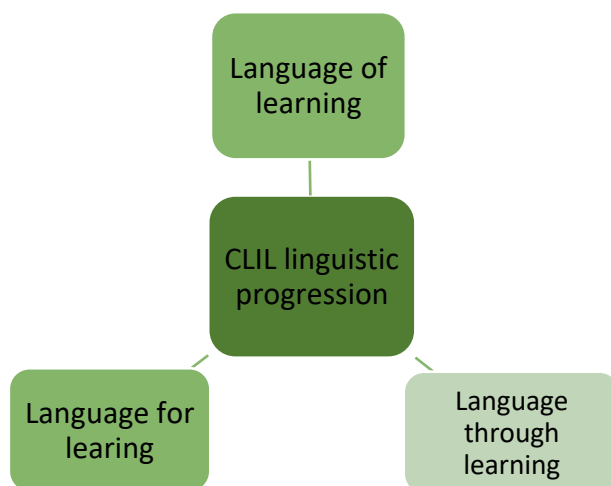 Language of
learning
CLIL linguistic
progression
Language for
learing
Language
through
learning